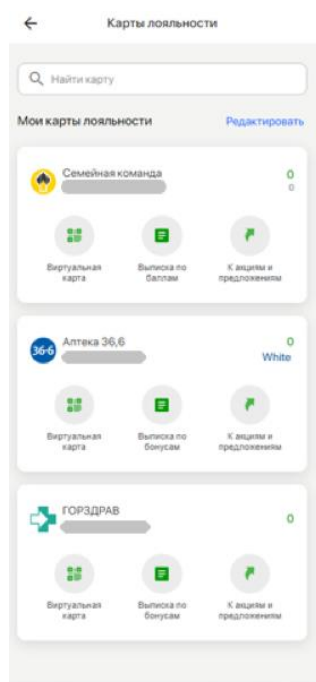 Карты лояльности
Найти карту
Мои карты лояльности Редактировать
Семейная команда 0
0
Виртуальная карта Выписка по баллам К акциям и предложениям
36•6 Аптека 36,6 0
White
Виртуальная карта Выписка по бонусам К акциям и предложениям
ГОРЗДРАВ 0
Виртуальная карта Выписка по бонусам К акциям и предложениям